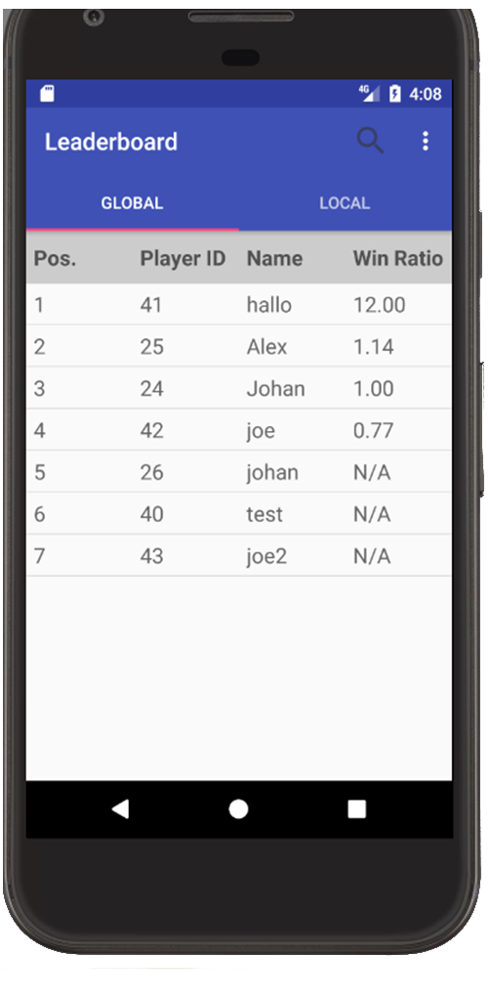 4G 4:08
Leaderboard
GLOBAL LOCAL
Pos. Player ID Name Win Ratio
1 41 hallo 12.00
2 25 Alex 1.14
3 24 Johan 1.00
4 42 joe 0.77
5 26 johan N/A
6 40 test N/A
7 43 joe2 N/A